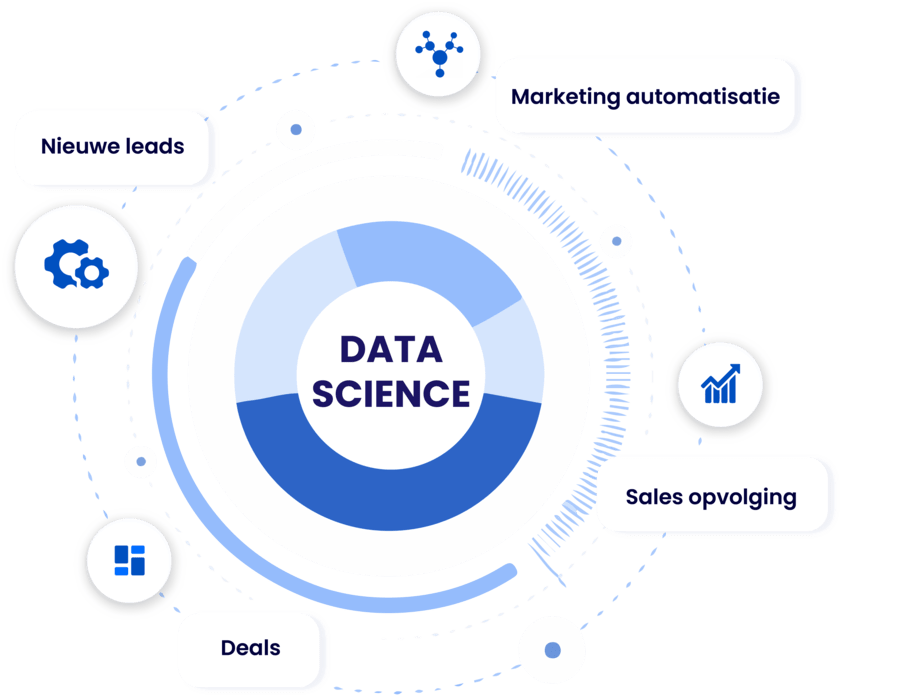 Marketing automatisatie
Nieuwe leads
DATA
SCIENCE
Sales opvolging
Deals